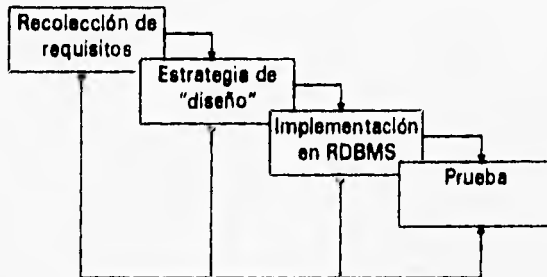 Recolección de
requisitos
Estrategia de
"diseño"
Implementación
en RDBMS
Prueba